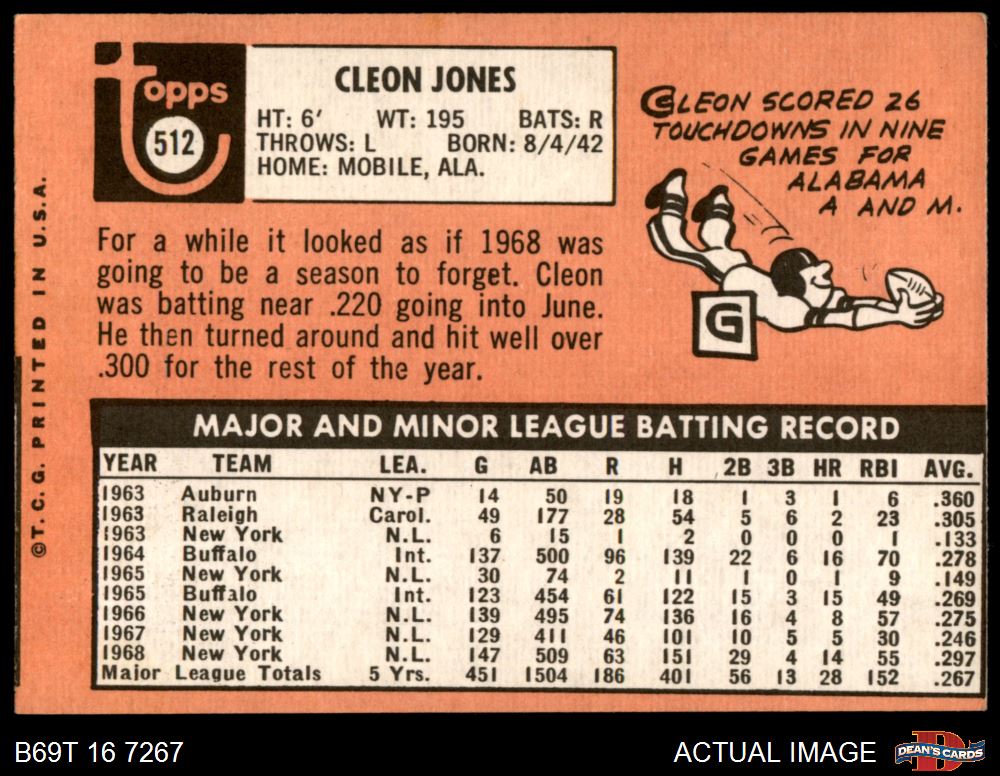 topps
512
CLEON JONES
HT: 6' WT: 195 BATS: R
THROWS: L BORN: 8/4/42
HOME: MOBILE, ALA.
CLEON SCORED 26
TOUCHDOWNS IN NINE
GAMES FOR
ALABAMA
A AND M.
G
For a while it looked as if 1968 was
going to be a season to forget. Cleon
was batting near .220 going into June.
He then turned around and hit well over
.300 for the rest of the year.
©T. C. G. PRINTED IN U.S.A.
MAJOR AND MINOR LEAGUE BATTING RECORD
YEAR TEAM LEA. G AB R H 2B 3B HR RBI AVG.
1963 Auburn NY-P 14 50 19 18 1 3 1 6 .360
1963 Raleigh Carol. 49 177 28 54 5 6 2 23 .305
1963 New York N.L. 6 15 1 2 0 0 0 1 .133
1964 Buffalo Int. 137 500 96 139 22 6 16 70 .278
1965 New York N.L. 30 74 2 11 1 0 1 9 .149
1965 Buffalo Int. 123 454 61 122 15 3 15 49 .269
1966 New York N.L. 139 495 74 136 16 4 8 57 .275
1967 New York N.L. 129 411 46 101 10 5 5 30 .246
1968 New York N.L. 147 509 63 151 29 4 14 55 .297
Major League Totals 5 Yrs. 451 1504 186 401 56 13 28 152 .267
B69T 16 7267
ACTUAL IMAGE
D
DEAN'S CARDS